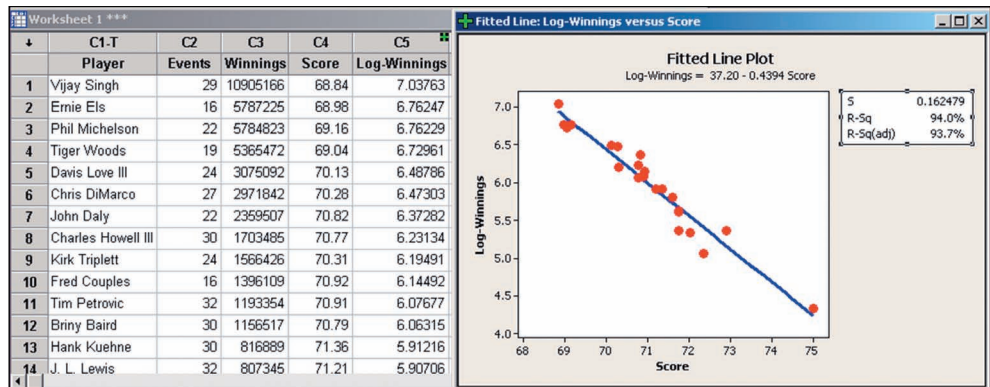 Worksheet 1 ***
↓ C1-T C2 C3 C4 C5
Player Events Winnings Score Log-Winnings
1 Vijay Singh 29 10905166 68.84 7.03763
2 Ernie Els 16 5787225 68.98 6.76247
3 Phil Michelson 22 5784823 69.16 6.76229
4 Tiger Woods 19 5365472 69.04 6.72961
5 Davis Love III 24 3075092 70.13 6.48786
6 Chris DiMarco 27 2971842 70.28 6.47303
7 John Daly 22 2359507 70.82 6.37282
8 Charles Howell III 30 1703485 70.77 6.23134
9 Kirk Triplett 24 1566426 70.31 6.19491
10 Fred Couples 16 1396109 70.92 6.14492
11 Tim Petrovic 32 1193354 70.91 6.07677
12 Briny Baird 30 1156517 70.79 6.06315
13 Hank Kuehne 30 816889 71.36 5.91216
14 J. L. Lewis 32 807345 71.21 5.90706
Fitted Line: Log-Winnings versus Score
Fitted Line Plot
Log-Winnings = 37.20 - 0.4394 Score
S 0.162479
R-Sq 94.0%
R-Sq(adj) 93.7%
Log-Winnings
7.0
6.5
6.0
5.5
5.0
4.5
4.0
68 69 70 71 72 73 74 75
Score